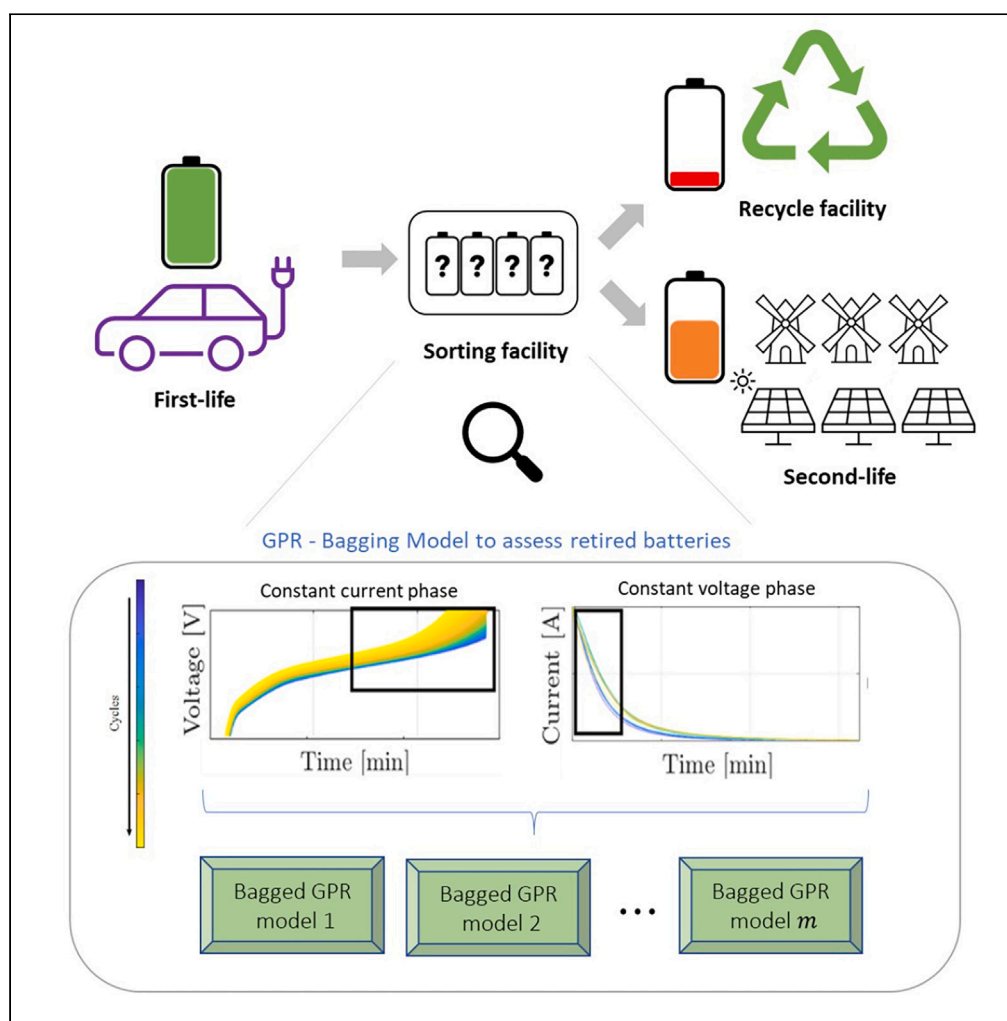 Recycle facility
? ? ? ?
Sorting facility
First-life
Second-life
GPR - Bagging Model to assess retired batteries
Cycles
Constant current phase
Voltage [V]
Time [min]
Constant voltage phase
Current [A]
Time [min]
Bagged GPR
model 1
Bagged GPR
model 2
...
Bagged GPR
model m